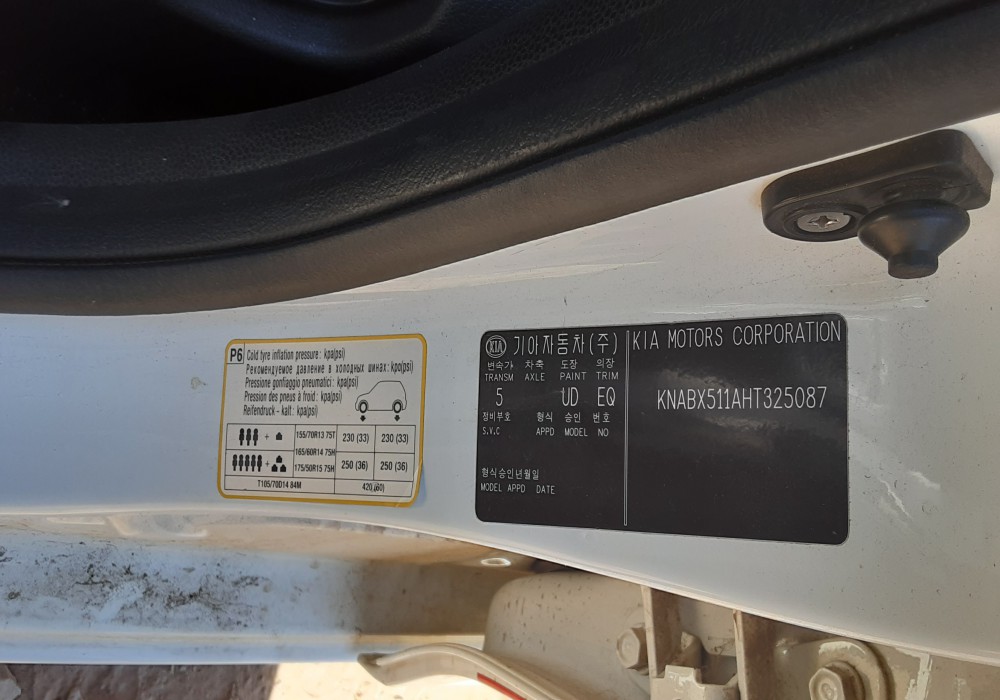 P6 Cold tyre inflation pressure: kpa(psi)
Рекомендуемое давление в холодных шинах: kpa(psi)
Pressione gonfiaggio pneumatici: kpa(psi)
Pression des pneus à froid: kpa(psi)
Reifendruck - kalt: kpa(psi)
155/70R13 75T 230 (33) 230 (33)
165/60R14 75H
175/50R15 75H 250 (36) 250 (36)
T105/70D14 84M 420 (60)
KIA 기아자동차(주)
변속기 차축 도장 의장
TRANSM AXLE PAINT TRIM
5 UD EQ
정비부호 형식 승인 번호
S.V.C APPD MODEL NO
형식승인년월일
MODEL APPD DATE
KIA MOTORS CORPORATION
KNABX511AHT325087